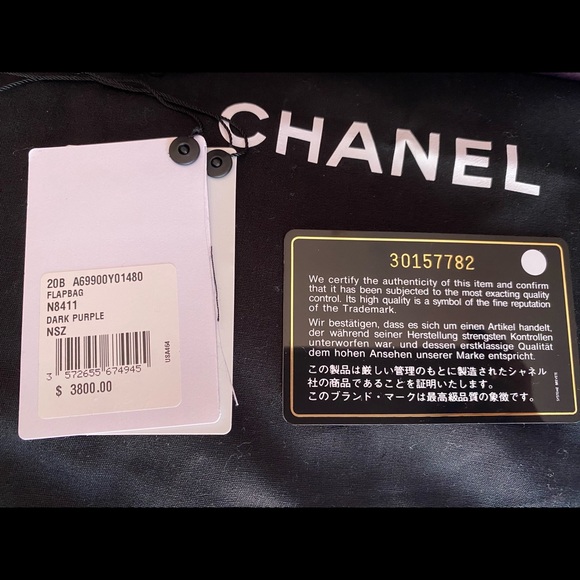 CHANEL
20B A69900Y01480
FLAPBAG
N8411
DARK PURPLE
NSZ
USA464
3 572655 674945
$ 3800.00
30157782
We certify the authenticity of this item and confirm
that it has been subjected to the most exacting quality
control. Its high quality is a symbol of the fine reputation
of the Trademark.
Wir bestätigen, dass es sich um einen Artikel handelt,
der während seiner Herstellung strengsten Kontrollen
unterworfen war, und dessen erstklassige Qualität
dem hohen Ansehen unserer Marke entspricht.
この製品は厳しい管理のもとに製造されたシャネル
社の商品であることを証明いたします。
このブランド・マークは最高級品質の象徴です。